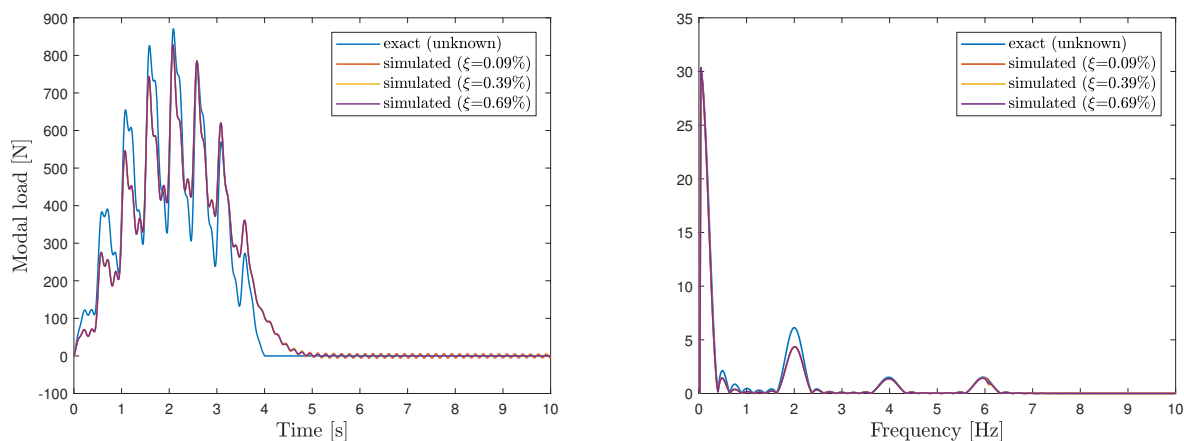 900
800
700
600
500
400
300
200
100
0
-100
Modal load [N]
0 1 2 3 4 5 6 7 8 9 10
Time [s]
exact (unknown)
simulated (ξ=0.09%)
simulated (ξ=0.39%)
simulated (ξ=0.69%)
35
30
25
20
15
10
5
0
0 1 2 3 4 5 6 7 8 9 10
Frequency [Hz]
exact (unknown)
simulated (ξ=0.09%)
simulated (ξ=0.39%)
simulated (ξ=0.69%)